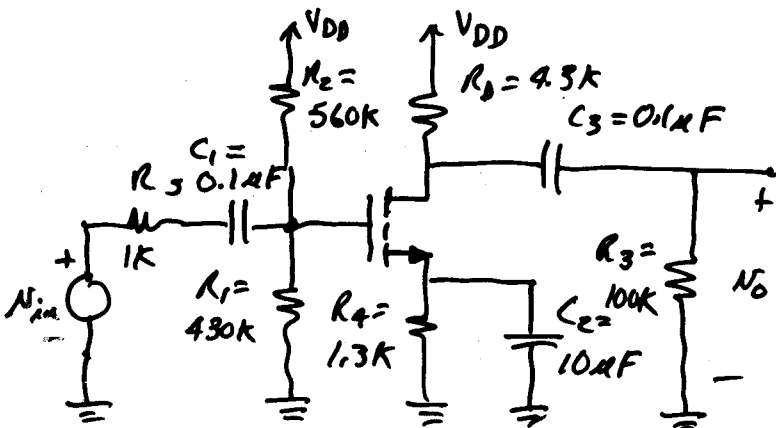 VDD
VDD
R2 =
560K
RD = 4.3K
C3 = 0.1µF
C1 =
RS 0.1µF
1K
+
vin
R1 =
430K
R4 =
1.3K
C2 =
10µF
R3 =
100K
+
vo
−